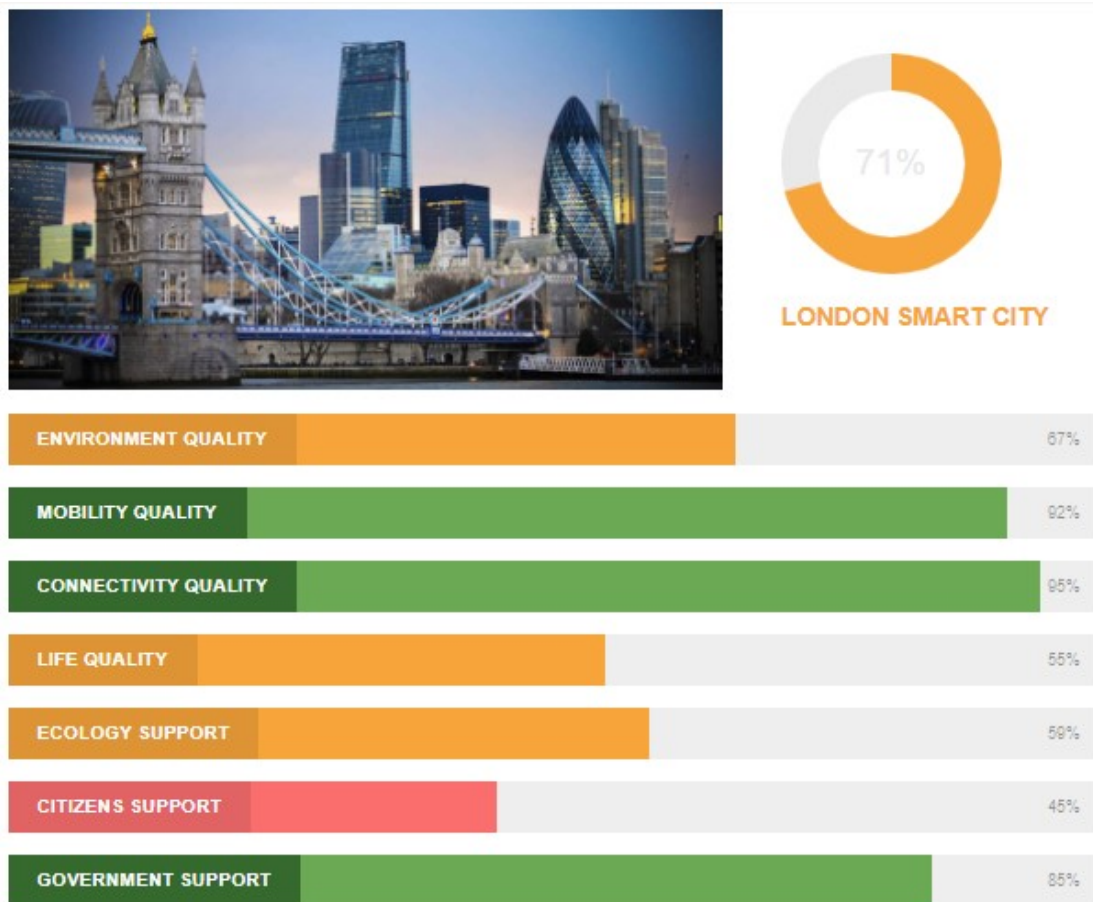 71%
LONDON SMART CITY
ENVIRONMENT QUALITY 67%
MOBILITY QUALITY 92%
CONNECTIVITY QUALITY 95%
LIFE QUALITY 55%
ECOLOGY SUPPORT 59%
CITIZENS SUPPORT 45%
GOVERNMENT SUPPORT 85%